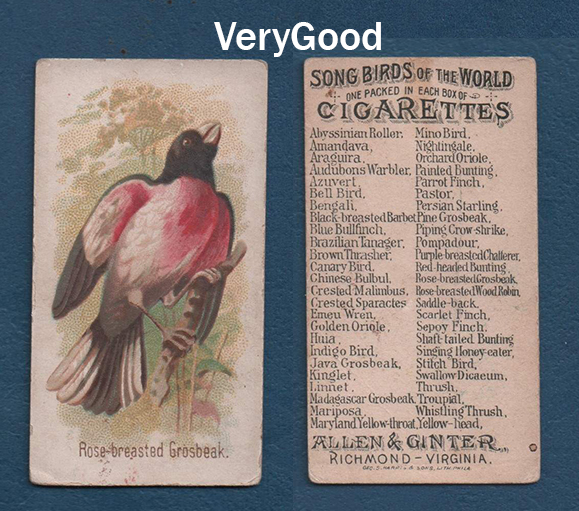 VeryGood
Rose-breasted Grosbeak.
SONG BIRDS OF THE WORLD
ONE PACKED IN EACH BOX OF
CIGARETTES
Abyssinian Roller. Mino Bird,
Amandava, Nightingale,
Araguira, Orchard Oriole,
Audubons Warbler, Painted Bunting,
Azuvert, Parrot Finch,
Bell Bird, Pastor,
Bengali, Persian Starling,
Black-breasted Barbet Pine Grosbeak,
Blue Bullfinch, Piping Crow-shrike,
Brazilian Tanager, Pompadour,
Brown Thrasher, Purple-breasted Chatterer,
Canary Bird, Red-headed Bunting
Chinese Bulbul, Rose-breasted Grosbeak,
Crested Malimbus, Rose-breasted Wood Robin,
Crested Sparactes Saddle-back,
Emeu Wren, Scarlet Finch,
Golden Oriole, Sepoy Finch,
Huia, Shaft-tailed Bunting
Indigo Bird, Singing Honey-eater,
Java Grosbeak, Stitch Bird,
Kinglet, Swallow Dicaeum,
Linnet, Thrush,
Madagascar Grosbeak. Troupial,
Mariposa, Whistling Thrush,
Maryland Yellow-throat, Yellow-head,
ALLEN & GINTER
RICHMOND - VIRGINIA.